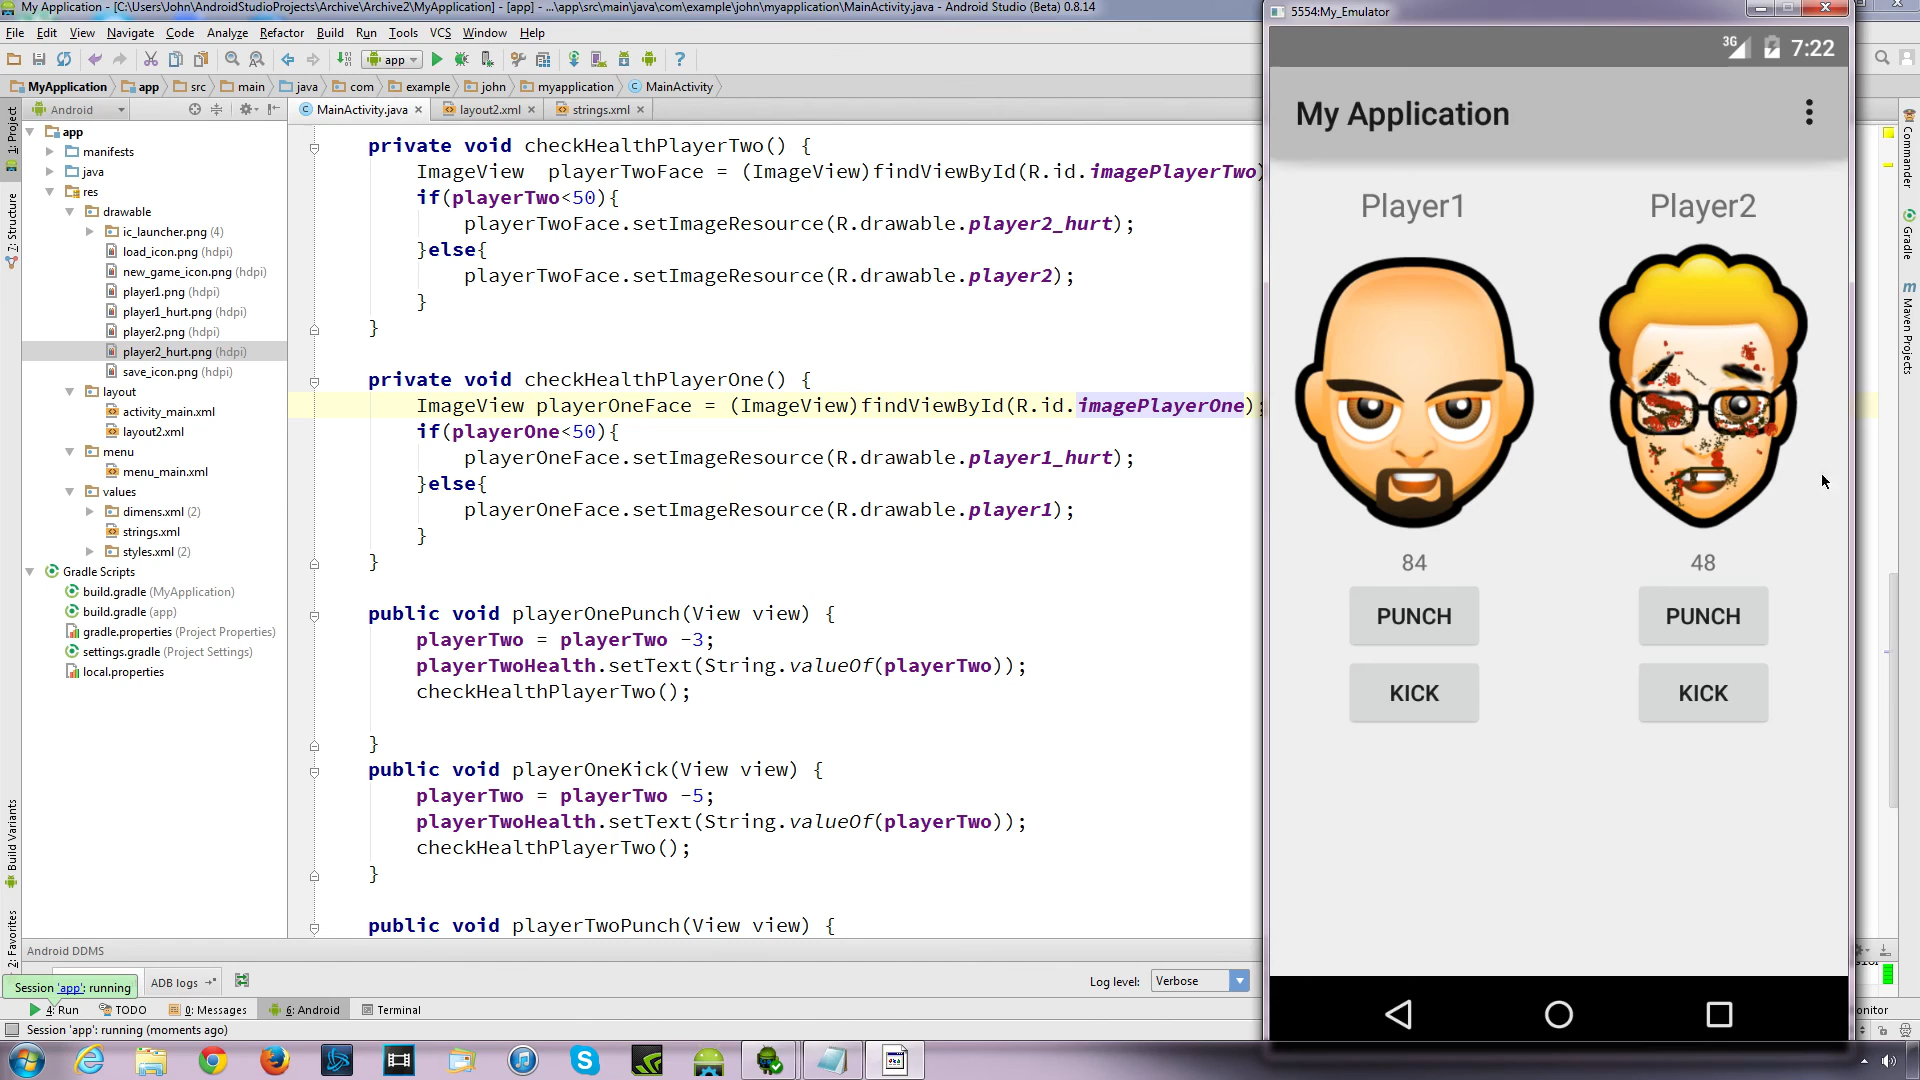 My Application - [C:\Users\John\AndroidStudioProjects\Archive\Archive2\MyApplication] - [app] - ...\app\src\main\java\com\example\john\myapplication\MainActivity.java - Android Studio (Beta) 0.8.14
File Edit View Navigate Code Analyze Refactor Build Run Tools VCS Window Help
app
MyApplication app src main java com example john myapplication MainActivity
Android
MainActivity.java layout2.xml strings.xml
1: Project
7: Structure
Build Variants
2: Favorites
app
manifests
java
res
drawable
ic_launcher.png (4)
load_icon.png (hdpi)
new_game_icon.png (hdpi)
player1.png (hdpi)
player1_hurt.png (hdpi)
player2.png (hdpi)
player2_hurt.png (hdpi)
save_icon.png (hdpi)
layout
activity_main.xml
layout2.xml
menu
menu_main.xml
values
dimens.xml (2)
strings.xml
styles.xml (2)
Gradle Scripts
build.gradle (MyApplication)
build.gradle (app)
gradle.properties (Project Properties)
settings.gradle (Project Settings)
local.properties
private void checkHealthPlayerTwo() {
ImageView playerTwoFace = (ImageView)findViewById(R.id.imagePlayerTwo)
if(playerTwo<50){
playerTwoFace.setImageResource(R.drawable.player2_hurt);
}else{
playerTwoFace.setImageResource(R.drawable.player2);
}
}
private void checkHealthPlayerOne() {
ImageView playerOneFace = (ImageView)findViewById(R.id.imagePlayerOne);
if(playerOne<50){
playerOneFace.setImageResource(R.drawable.player1_hurt);
}else{
playerOneFace.setImageResource(R.drawable.player1);
}
}
public void playerOnePunch(View view) {
playerTwo = playerTwo -3;
playerTwoHealth.setText(String.valueOf(playerTwo));
checkHealthPlayerTwo();
}
public void playerOneKick(View view) {
playerTwo = playerTwo -5;
playerTwoHealth.setText(String.valueOf(playerTwo));
checkHealthPlayerTwo();
}
public void playerTwoPunch(View view) {
5554:My_Emulator
3G 7:22
My Application
Player1 Player2
84 48
PUNCH PUNCH
KICK KICK
Commander
Gradle
m Maven Projects
Android DDMS
Session 'app': running
ADB logs
Log level: Verbose
4: Run TODO 0: Messages 6: Android Terminal
onitor
Session 'app': running (moments ago)